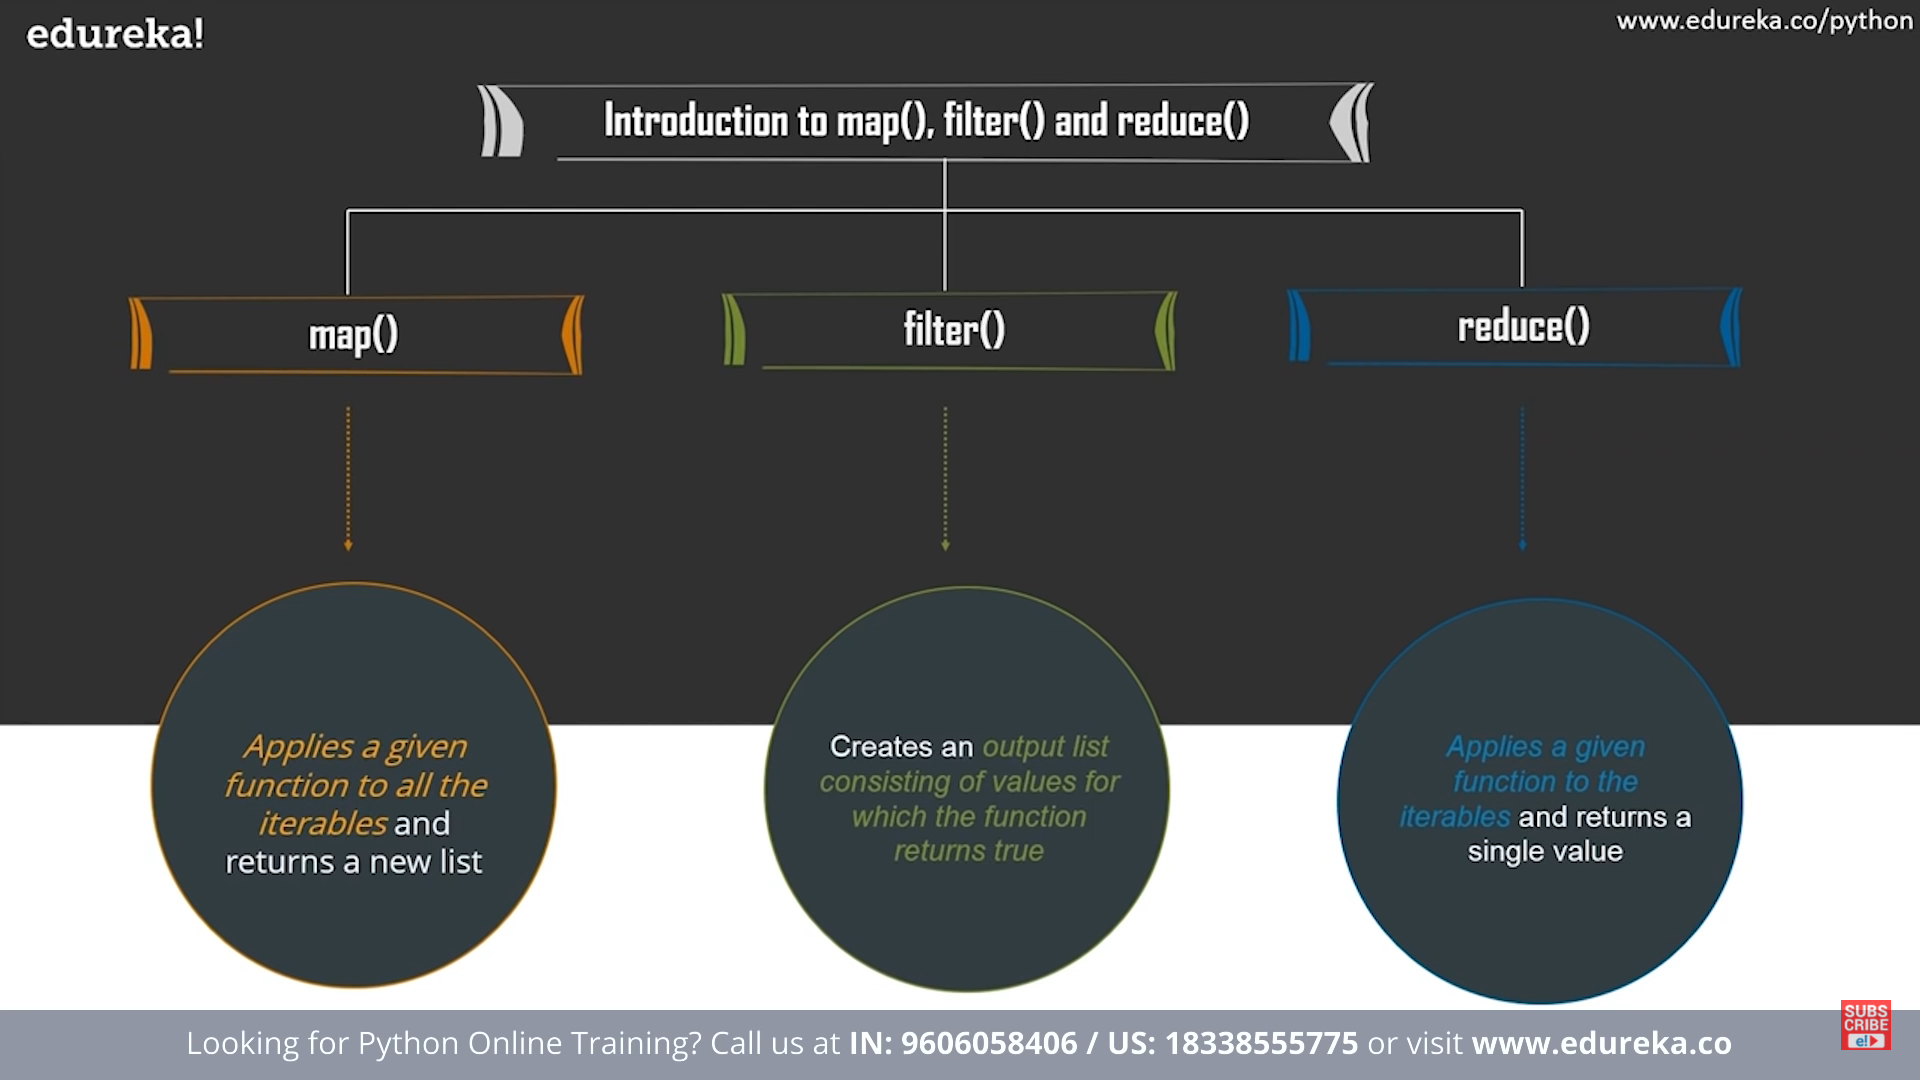 edureka!
www.edureka.co/python
Introduction to map(), filter() and reduce()
map()
filter()
reduce()
Applies a given
function to all the
iterables and
returns a new list
Creates an output list
consisting of values for
which the function
returns true
Applies a given
function to the
iterables and returns a
single value
SUBS
CRIBE
e!
Looking for Python Online Training? Call us at IN: 9606058406 / US: 18338555775 or visit www.edureka.co